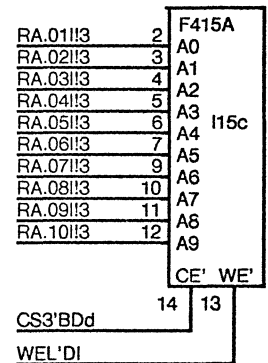 F415A
RA.01!!3 2 A0
RA.02!!3 3 A1
RA.03!!3 4 A2
RA.04!!3 5 A3
RA.05!!3 6 A4
RA.06!!3 7 A5
RA.07!!3 9 A6
RA.08!!3 10 A7
RA.09!!3 11 A8
RA.10!!3 12 A9
I15c
CE' WE'
14 13
CS3'BDd
WEL'DI